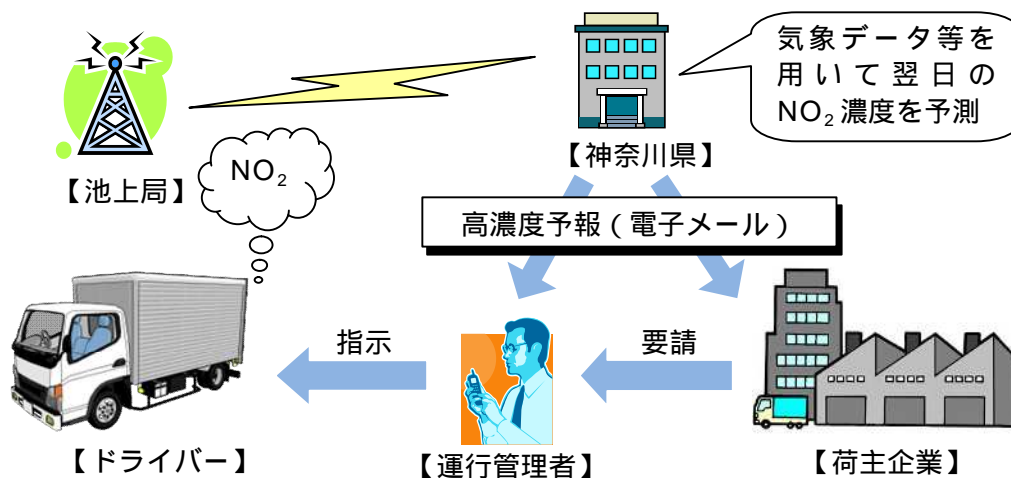 気象データ等を
用いて翌日の
NO₂濃度を予測
【池上局】
【神奈川県】
NO₂
高濃度予報（電子メール）
指示
要請
【ドライバー】
【運行管理者】
【荷主企業】